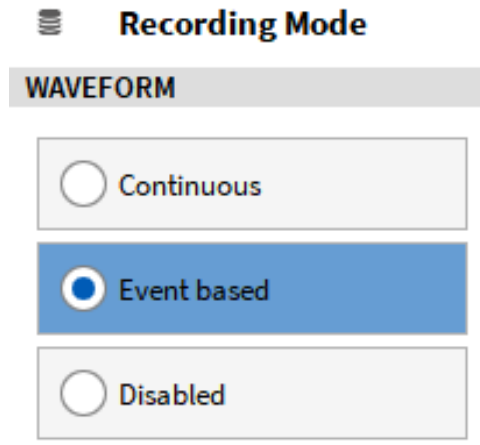 Recording Mode
WAVEFORM
Continuous
Event based
Disabled